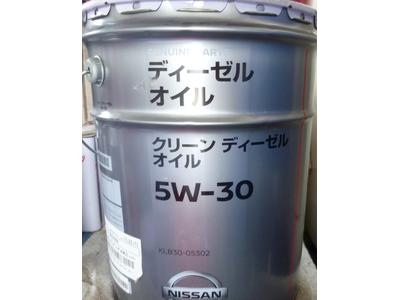 GENUINE PARTS
ディーゼル
オイル
クリーン ディーゼル
オイル
5W-30
KLB30-05302
NISSAN